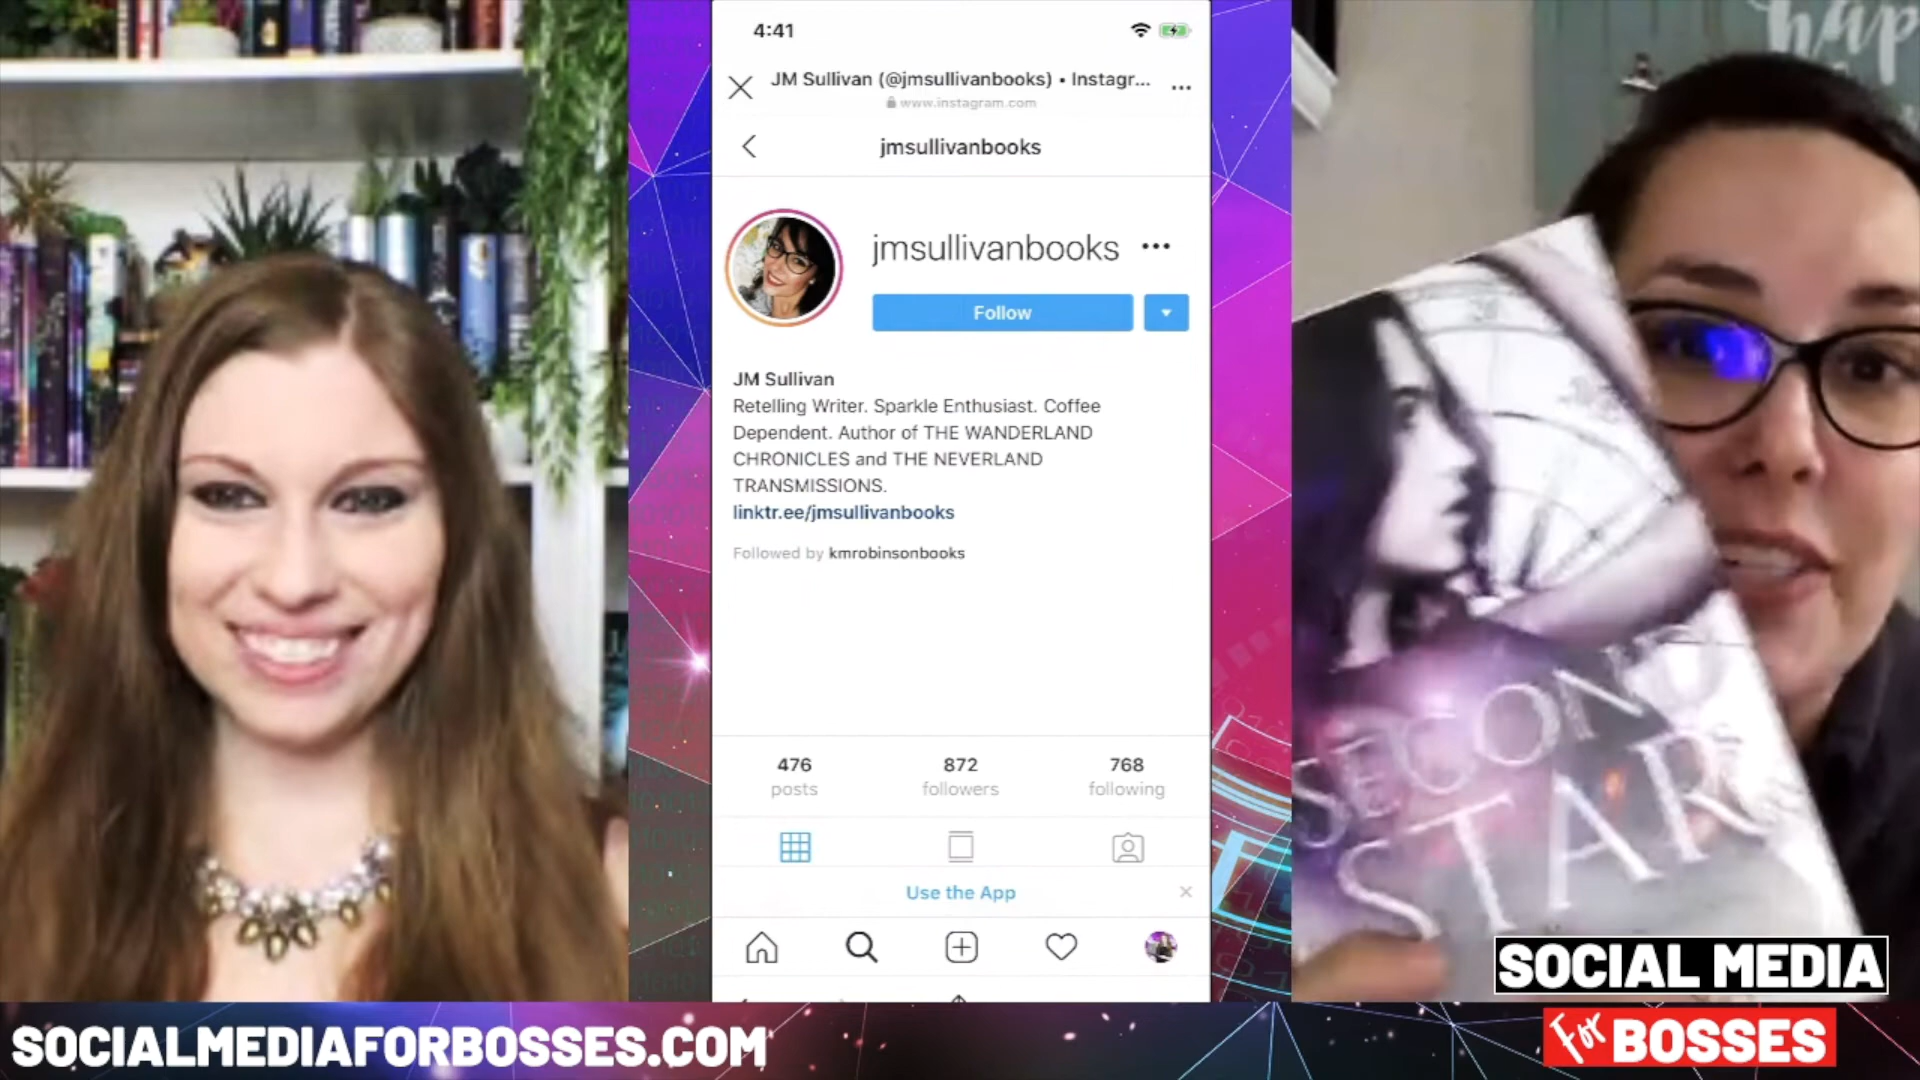 4:41
JM Sullivan (@jmsullivanbooks) • Instagr...
www.instagram.com
jmsullivanbooks
jmsullivanbooks
Follow
JM Sullivan
Retelling Writer. Sparkle Enthusiast. Coffee
Dependent. Author of THE WANDERLAND
CHRONICLES and THE NEVERLAND
TRANSMISSIONS.
linktr.ee/jmsullivanbooks
Followed by kmrobinsonbooks
476
posts
872
followers
768
following
Use the App
hap
SECOND
STAR
SOCIAL MEDIA
For BOSSES
SOCIALMEDIAFORBOSSES.COM